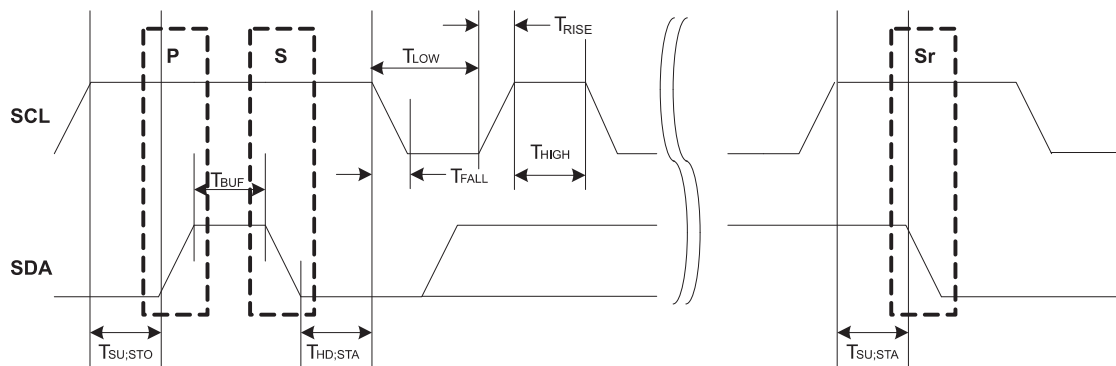 TRISE
P
S
TLOW
Sr
SCL
THIGH
TBUF
TFALL
SDA
TSU;STO
THD;STA
TSU;STA